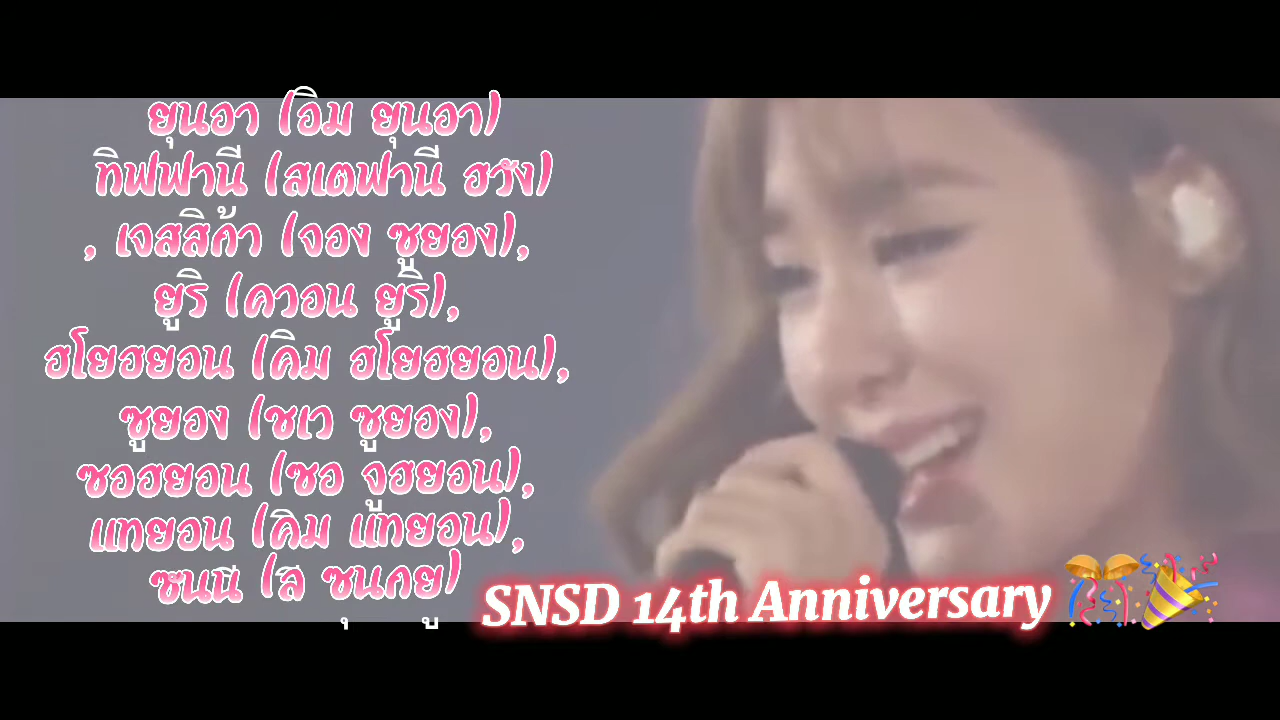 ยุนอา (อิม ยุนอา)
ทิฟฟานี (สเตฟานี ฮวัง)
, เจสสิก้า (จอง ซูยอง),
ยูริ (ควอน ยูริ),
ฮโยฮยอน (คิม ฮโยฮยอน),
ซูยอง (ชเว ซูยอง),
ซอฮยอน (ซอ จูฮยอน),
แทยอน (คิม แทยอน),
ซันนี่ (ลี ซุนกยู)
SNSD 14th Anniversary 🎊🎉